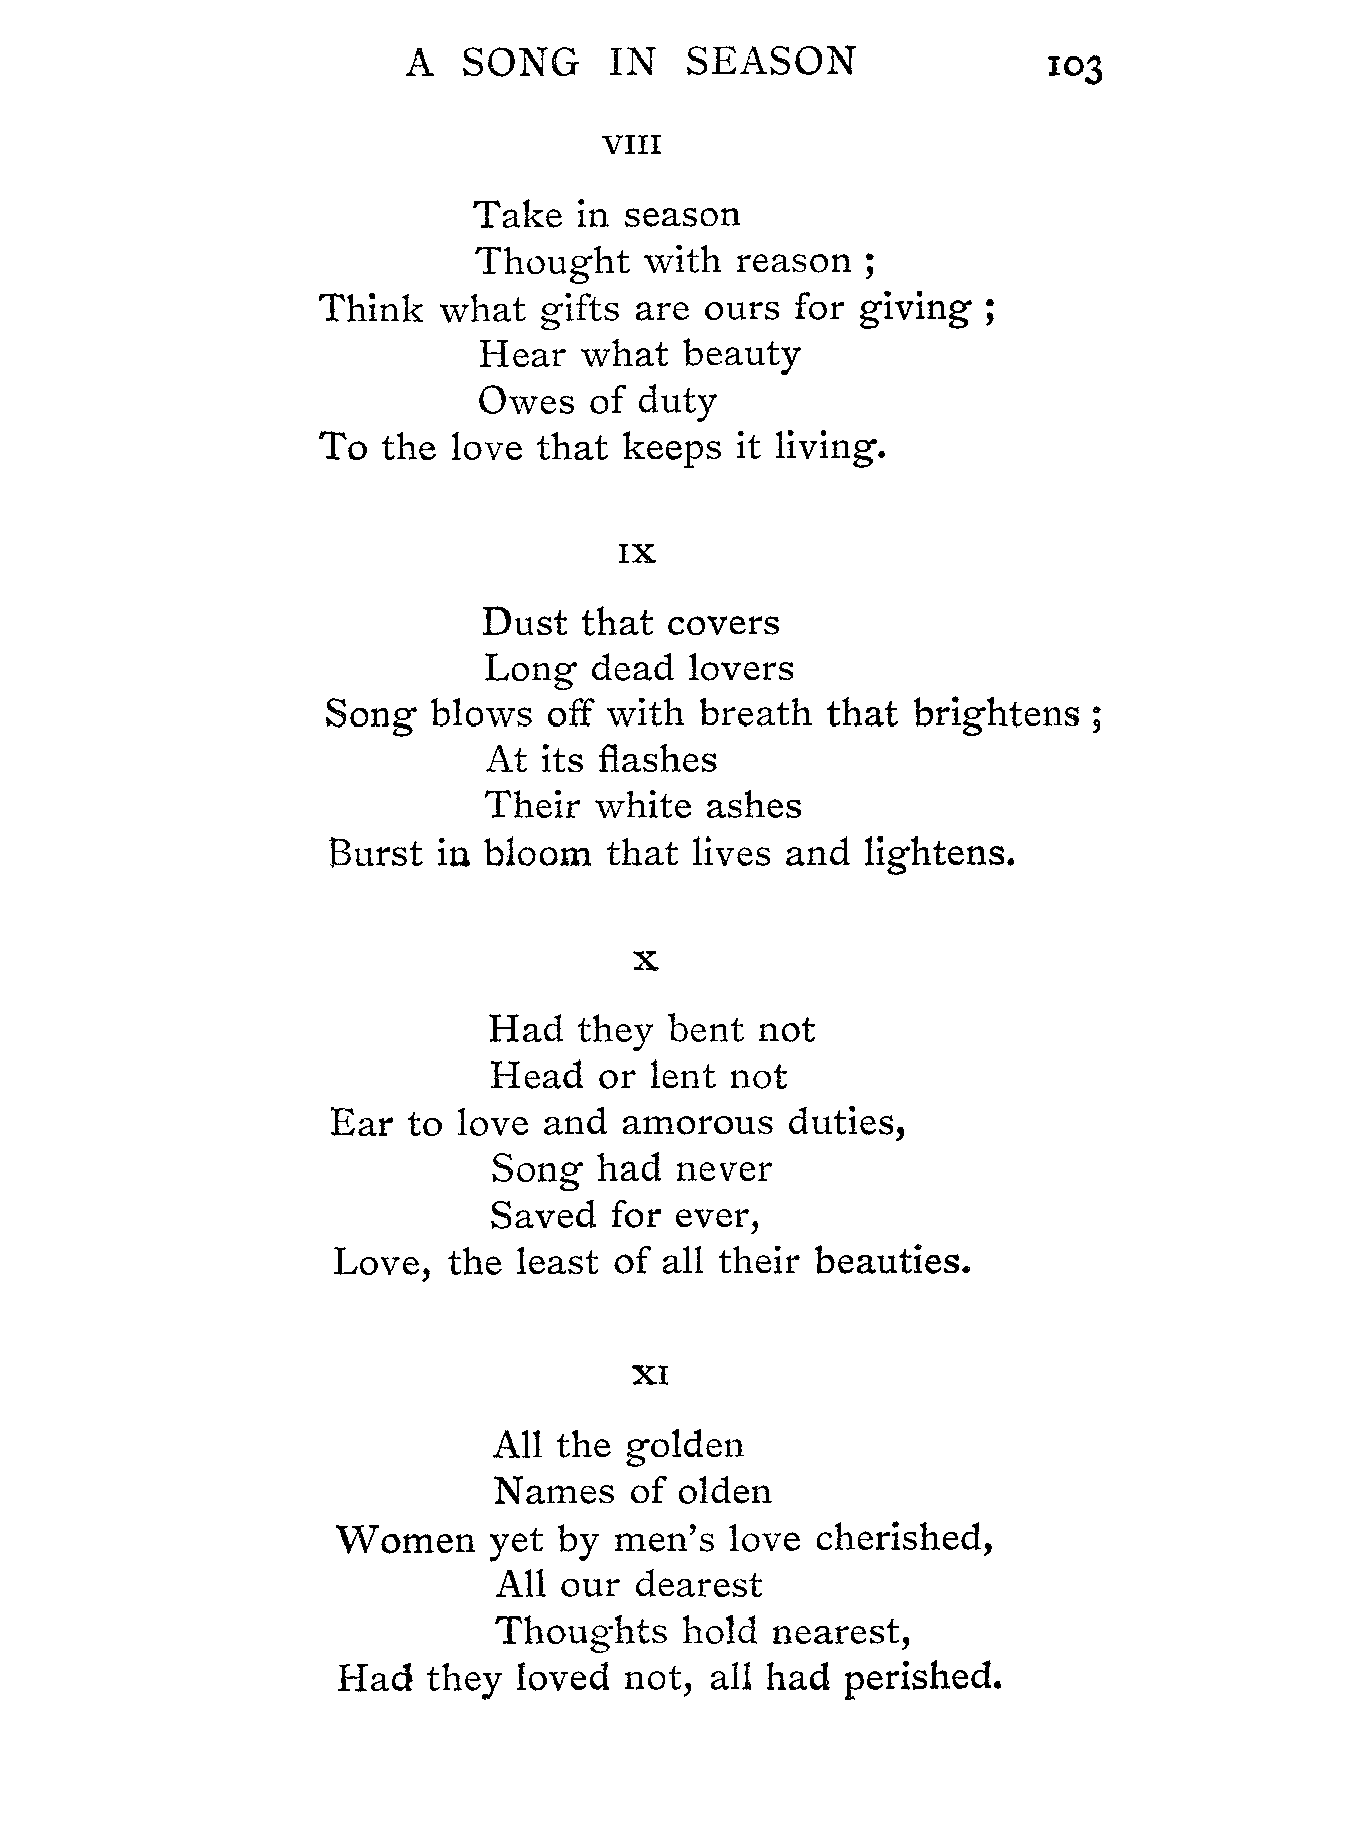 A SONG IN SEASON 103
VIII
Take in season
Thought with reason ;
Think what gifts are ours for giving ;
Hear what beauty
Owes of duty
To the love that keeps it living.
IX
Dust that covers
Long dead lovers
Song blows off with breath that brightens ;
At its flashes
Their white ashes
Burst in bloom that lives and lightens.
X
Had they bent not
Head or lent not
Ear to love and amorous duties,
Song had never
Saved for ever,
Love, the least of all their beauties.
XI
All the golden
Names of olden
Women yet by men's love cherished,
All our dearest
Thoughts hold nearest,
Had they loved not, all had perished.